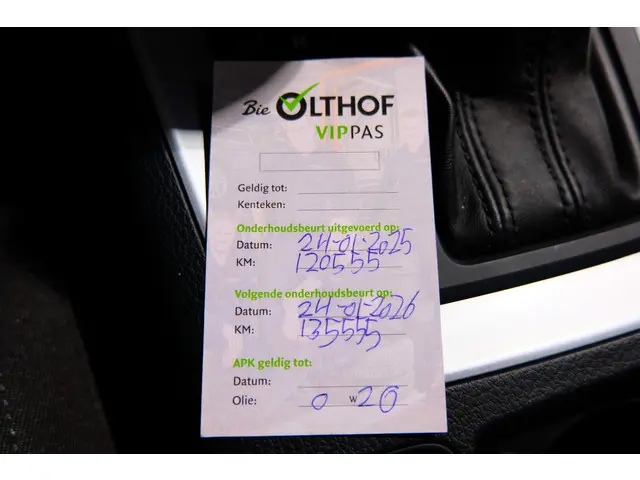 Bie OLTHOF
VIPPAS
Geldig tot:
Kenteken:
Onderhoudsbeurt uitgevoerd op:
Datum: 24-01-2025
KM: 120555
Volgende onderhoudsbeurt op:
Datum: 24-01-2026
KM: 135555
APK geldig tot:
Datum:
Olie: 0 W 20